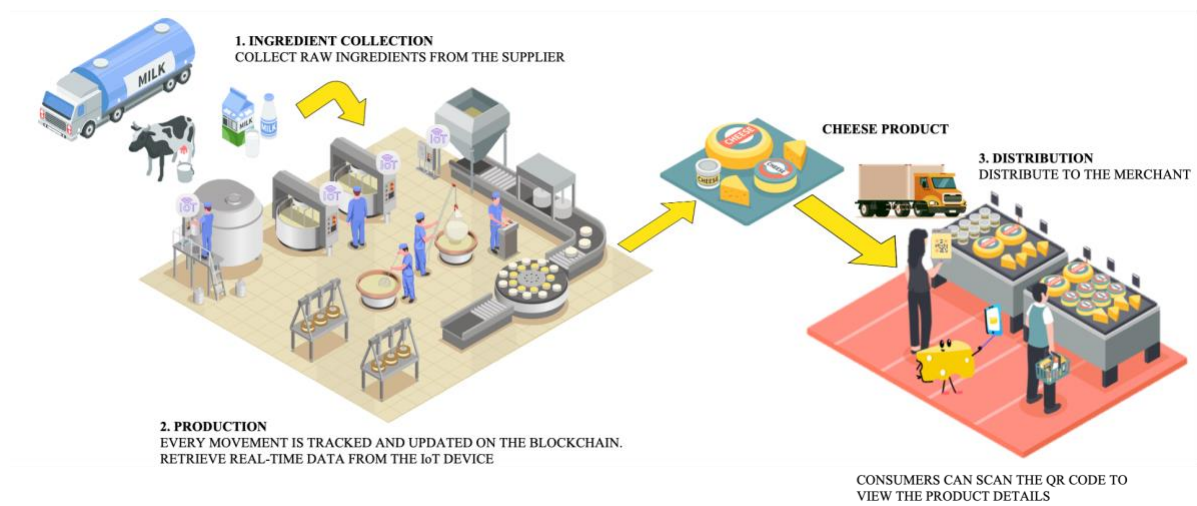 1. INGREDIENT COLLECTION
COLLECT RAW INGREDIENTS FROM THE SUPPLIER
MILK
MILK
MILK
IoT
IoT
IoT
IoT
CHEESE
CHEESE
CHEESE
CHEESE PRODUCT
3. DISTRIBUTION
DISTRIBUTE TO THE MERCHANT
2. PRODUCTION
EVERY MOVEMENT IS TRACKED AND UPDATED ON THE BLOCKCHAIN.
RETRIEVE REAL-TIME DATA FROM THE IoT DEVICE
CONSUMERS CAN SCAN THE QR CODE TO
VIEW THE PRODUCT DETAILS